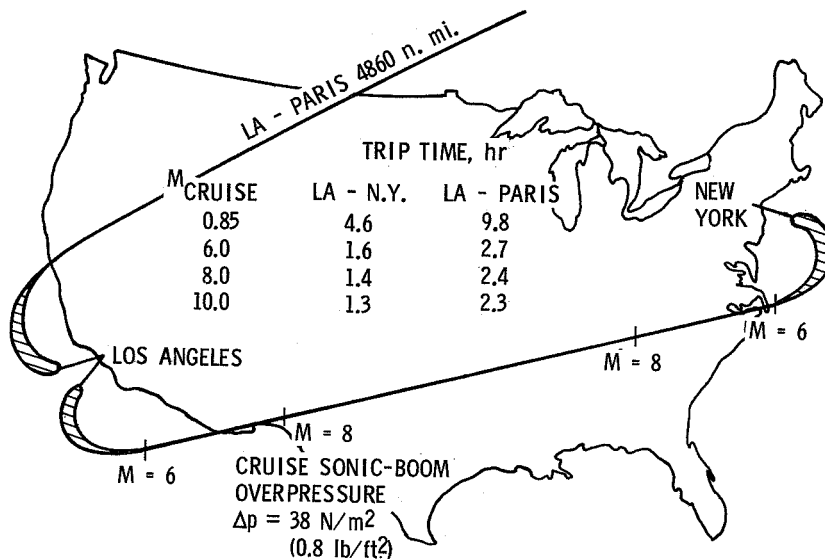 LA - PARIS 4860 n. mi.
TRIP TIME, hr
MCRUISE LA - N.Y. LA - PARIS
0.85 4.6 9.8
6.0 1.6 2.7
8.0 1.4 2.4
10.0 1.3 2.3
NEW
YORK
LOS ANGELES
M = 6
M = 8
M = 8
M = 6
CRUISE SONIC-BOOM
OVERPRESSURE
Δp = 38 N/m²
(0.8 lb/ft²)